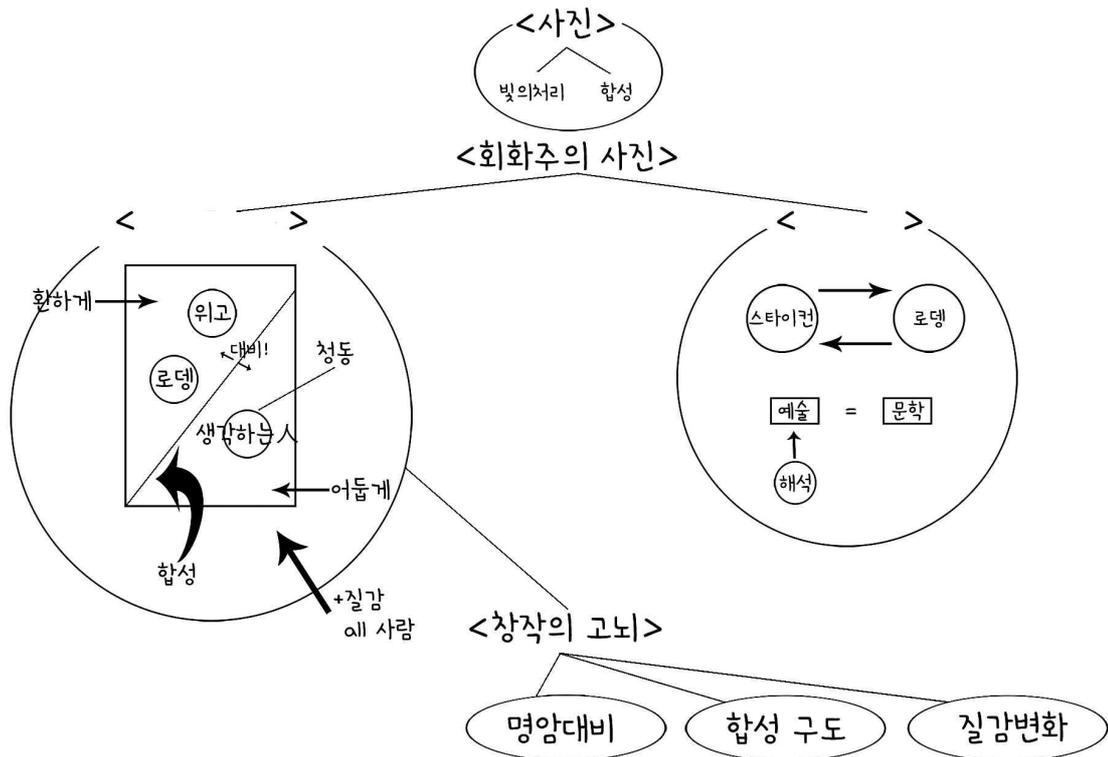 <사진>
빛의처리 합성
<회화주의 사진>
< >
< >
환하게
위고
대비!
로뎅
청동
생각하는人
어둡게
합성
+질감
all 사람
스타이컨 로뎅
예술 = 문학
해석
<창작의 고뇌>
명암대비 합성 구도 질감변화